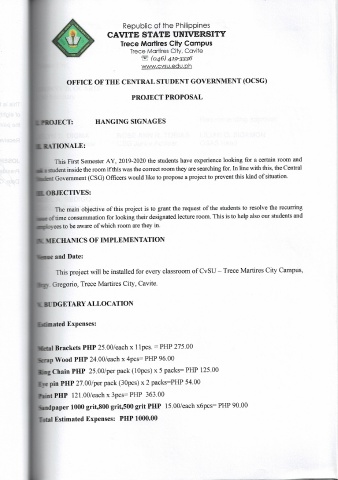 Republic of the Philippines
CAVITE STATE UNIVERSITY
Trece Martires City Campus
Trece Martires City, Cavite
☏ (046) 419-3336
www.cvsu.edu.ph
OFFICE OF THE CENTRAL STUDENT GOVERNMENT (OCSG)
PROJECT PROPOSAL
I. PROJECT: HANGING SIGNAGES
II. RATIONALE:
This First Semester AY, 2019-2020 the students have experience looking for a certain room and
ask a student inside the room if this was the correct room they are searching for. In line with this, the Central
Student Government (CSG) Officers would like to propose a project to prevent this kind of situation.
III. OBJECTIVES:
The main objective of this project is to grant the request of the students to resolve the recurring
issue of time consummation for looking their designated lecture room. This is to help also our students and
employees to be aware of which room are they in.
IV. MECHANICS OF IMPLEMENTATION
Venue and Date:
This project will be installed for every classroom of CvSU – Trece Martires City Campus,
Brgy. Gregorio, Trece Martires City, Cavite.
V. BUDGETARY ALLOCATION
Estimated Expenses:
Metal Brackets PHP 25.00/each x 11pcs. = PHP 275.00
Scrap Wood PHP 24.00/each x 4pcs= PHP 96.00
Ring Chain PHP 25.00/per pack (10pcs) x 5 packs= PHP 125.00
Eye pin PHP 27.00/per pack (30pcs) x 2 packs=PHP 54.00
Paint PHP 121.00/each x 3pcs= PHP 363.00
Sandpaper 1000 grit,800 grit,500 grit PHP 15.00/each x6pcs= PHP 90.00
Total Estimated Expenses: PHP 1000.00